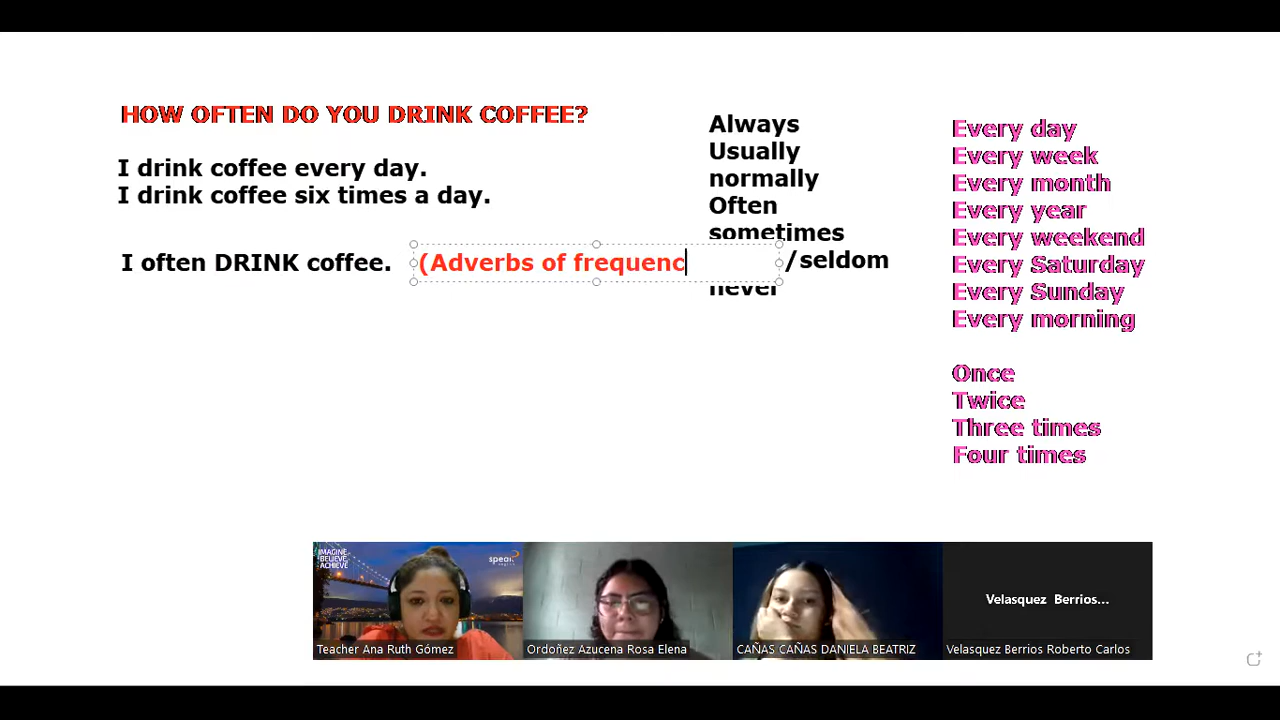 HOW OFTEN DO YOU DRINK COFFEE?
I drink coffee every day.
I drink coffee six times a day.
I often DRINK coffee.
(Adverbs of frequenc
Always
Usually
normally
Often
sometimes
/seldom
never
Every day
Every week
Every month
Every year
Every weekend
Every Saturday
Every Sunday
Every morning
Once
Twice
Three times
Four times
IMAGINE
BELIEVE
ACHIEVE
Teacher Ana Ruth Gómez
Ordoñez Azucena Rosa Elena
CAÑAS CAÑAS DANIELA BEATRIZ
Velasquez Berrios...
Velasquez Berrios Roberto Carlos